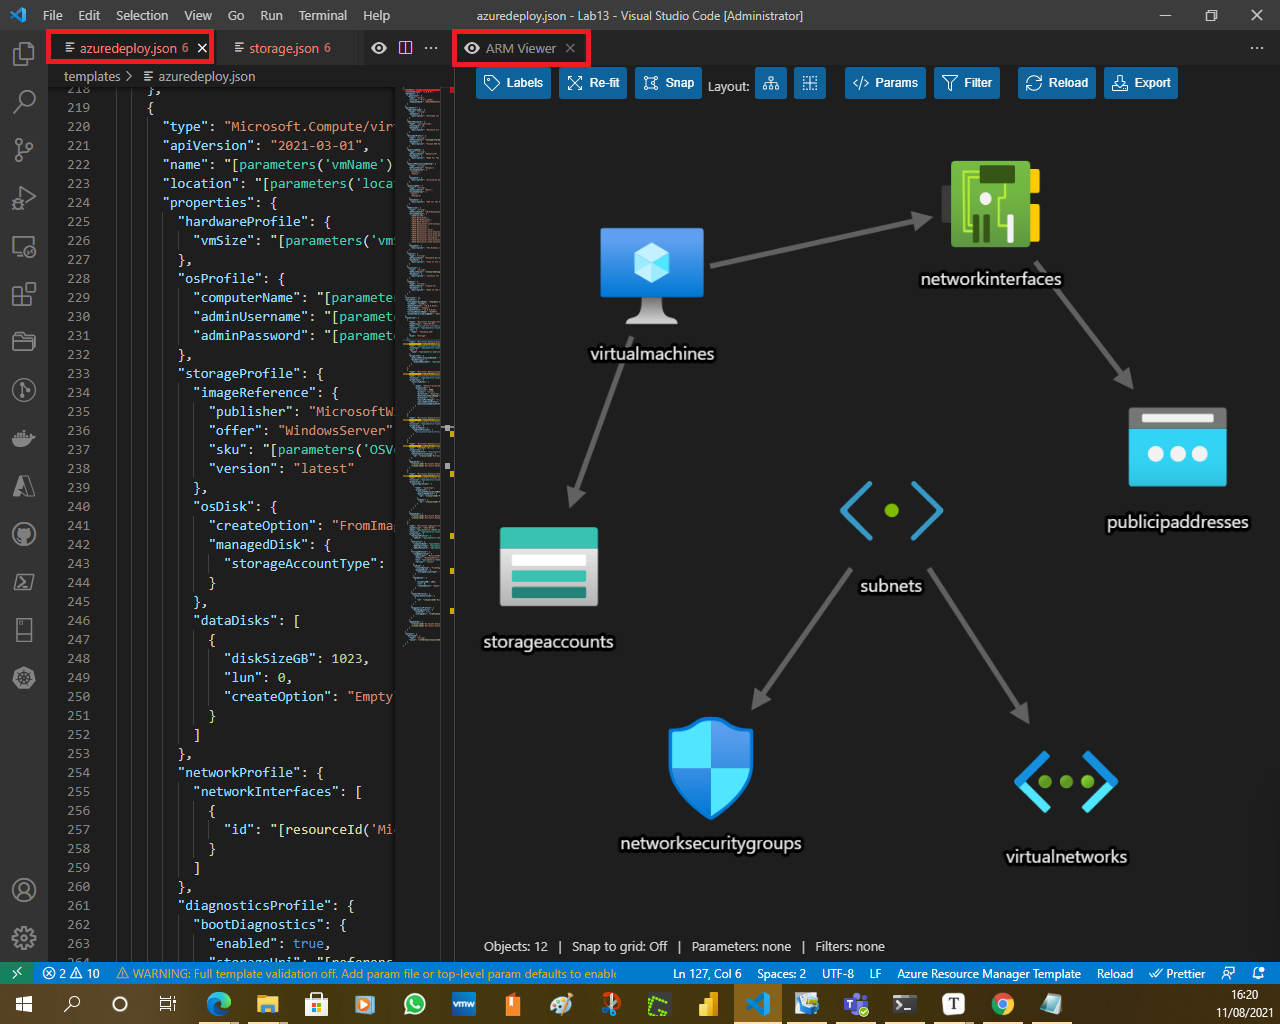 File Edit Selection View Go Run Terminal Help
azuredeploy.json - Lab13 - Visual Studio Code [Administrator]
azuredeploy.json 6
storage.json 6
ARM Viewer
templates > azuredeploy.json
Labels Re-fit Snap Layout: Params Filter Reload Export
218 },
219 {
220 "type": "Microsoft.Compute/vir
221 "apiVersion": "2021-03-01",
222 "name": "[parameters('vmName')
223 "location": "[parameters('loca
224 "properties": {
225 "hardwareProfile": {
226 "vmSize": "[parameters('vm
227 },
228 "osProfile": {
229 "computerName": "[paramete
230 "adminUsername": "[paramet
231 "adminPassword": "[paramet
232 },
233 "storageProfile": {
234 "imageReference": {
235 "publisher": "MicrosoftW
236 "offer": "WindowsServer"
237 "sku": "[parameters('OSV
238 "version": "latest"
239 },
240 "osDisk": {
241 "createOption": "FromImag
242 "managedDisk": {
243 "storageAccountType":
244 }
245 },
246 "dataDisks": [
247 {
248 "diskSizeGB": 1023,
249 "lun": 0,
250 "createOption": "Empty
251 }
252 ]
253 },
254 "networkProfile": {
255 "networkInterfaces": [
256 {
257 "id": "[resourceId('Mi
258 }
259 ]
260 },
261 "diagnosticsProfile": {
262 "bootDiagnostics": {
263 "enabled": true,
networkinterfaces
virtualmachines
publicipaddresses
subnets
storageaccounts
networksecuritygroups
virtualnetworks
Objects: 12 | Snap to grid: Off | Parameters: none | Filters: none
2 10 WARNING: Full template validation off. Add param file or top-level param defaults to enable
Ln 127, Col 6 Spaces: 2 UTF-8 LF Azure Resource Manager Template Reload Prettier
vmw
T
16:20
11/08/2021